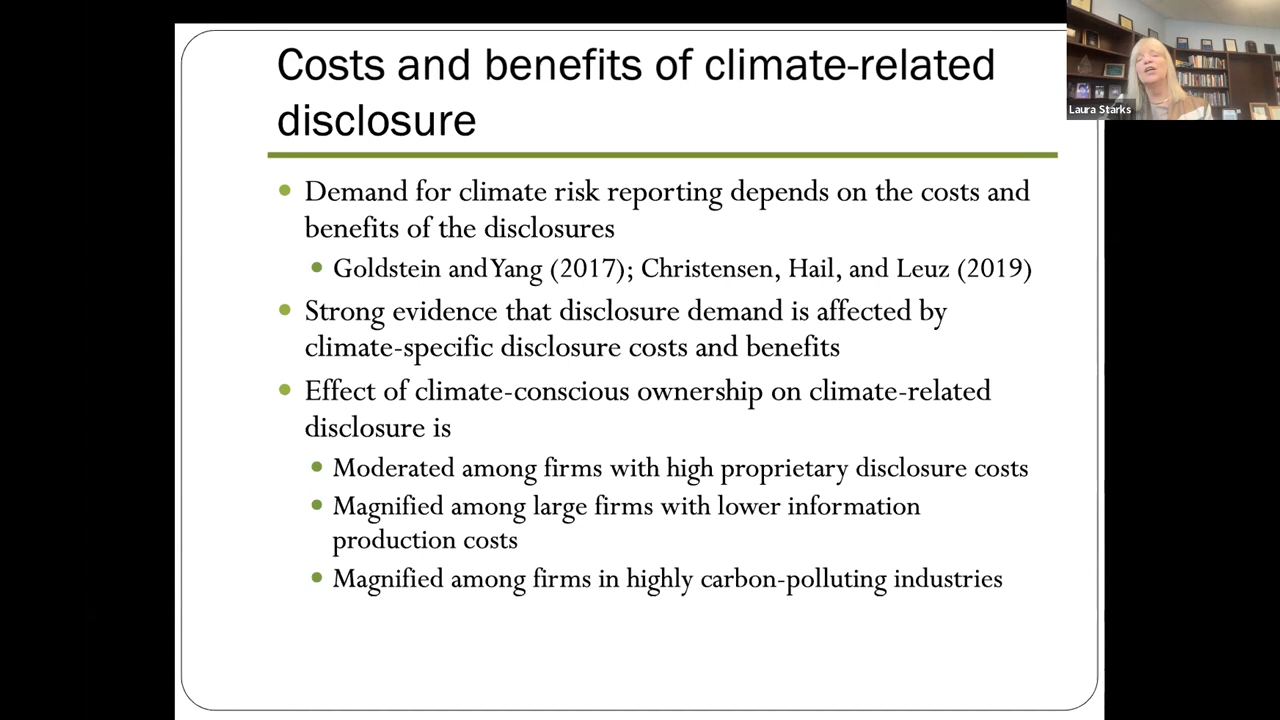 Costs and benefits of climate-related
disclosure
Laura Starks
Demand for climate risk reporting depends on the costs and
benefits of the disclosures
Goldstein and Yang (2017); Christensen, Hail, and Leuz (2019)
Strong evidence that disclosure demand is affected by
climate-specific disclosure costs and benefits
Effect of climate-conscious ownership on climate-related
disclosure is
Moderated among firms with high proprietary disclosure costs
Magnified among large firms with lower information
production costs
Magnified among firms in highly carbon-polluting industries